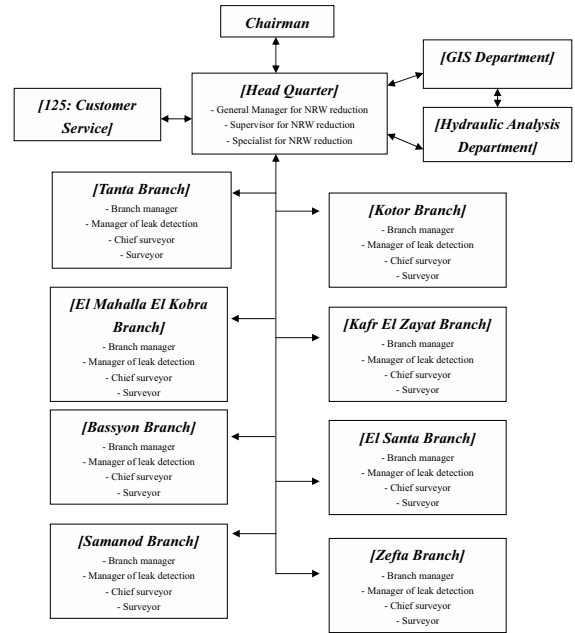 Chairman
[GIS Department]
[Head Quarter]
- General Manager for NRW reduction
- Supervisor for NRW reduction
- Specialist for NRW reduction
[125: Customer
Service]
[Hydraulic Analysis
Department]
[Tanta Branch]
- Branch manager
- Manager of leak detection
- Chief surveyor
- Surveyor
[Kotor Branch]
- Branch manager
- Manager of leak detection
- Chief surveyor
- Surveyor
[El Mahalla El Kobra
Branch]
- Branch manager
- Manager of leak detection
- Chief surveyor
- Surveyor
[Kafr El Zayat Branch]
- Branch manager
- Manager of leak detection
- Chief surveyor
- Surveyor
[Bassyon Branch]
- Branch manager
- Manager of leak detection
- Chief surveyor
- Surveyor
[El Santa Branch]
- Branch manager
- Manager of leak detection
- Chief surveyor
- Surveyor
[Samanod Branch]
- Branch manager
- Manager of leak detection
- Chief surveyor
- Surveyor
[Zefta Branch]
- Branch manager
- Manager of leak detection
- Chief surveyor
- Surveyor